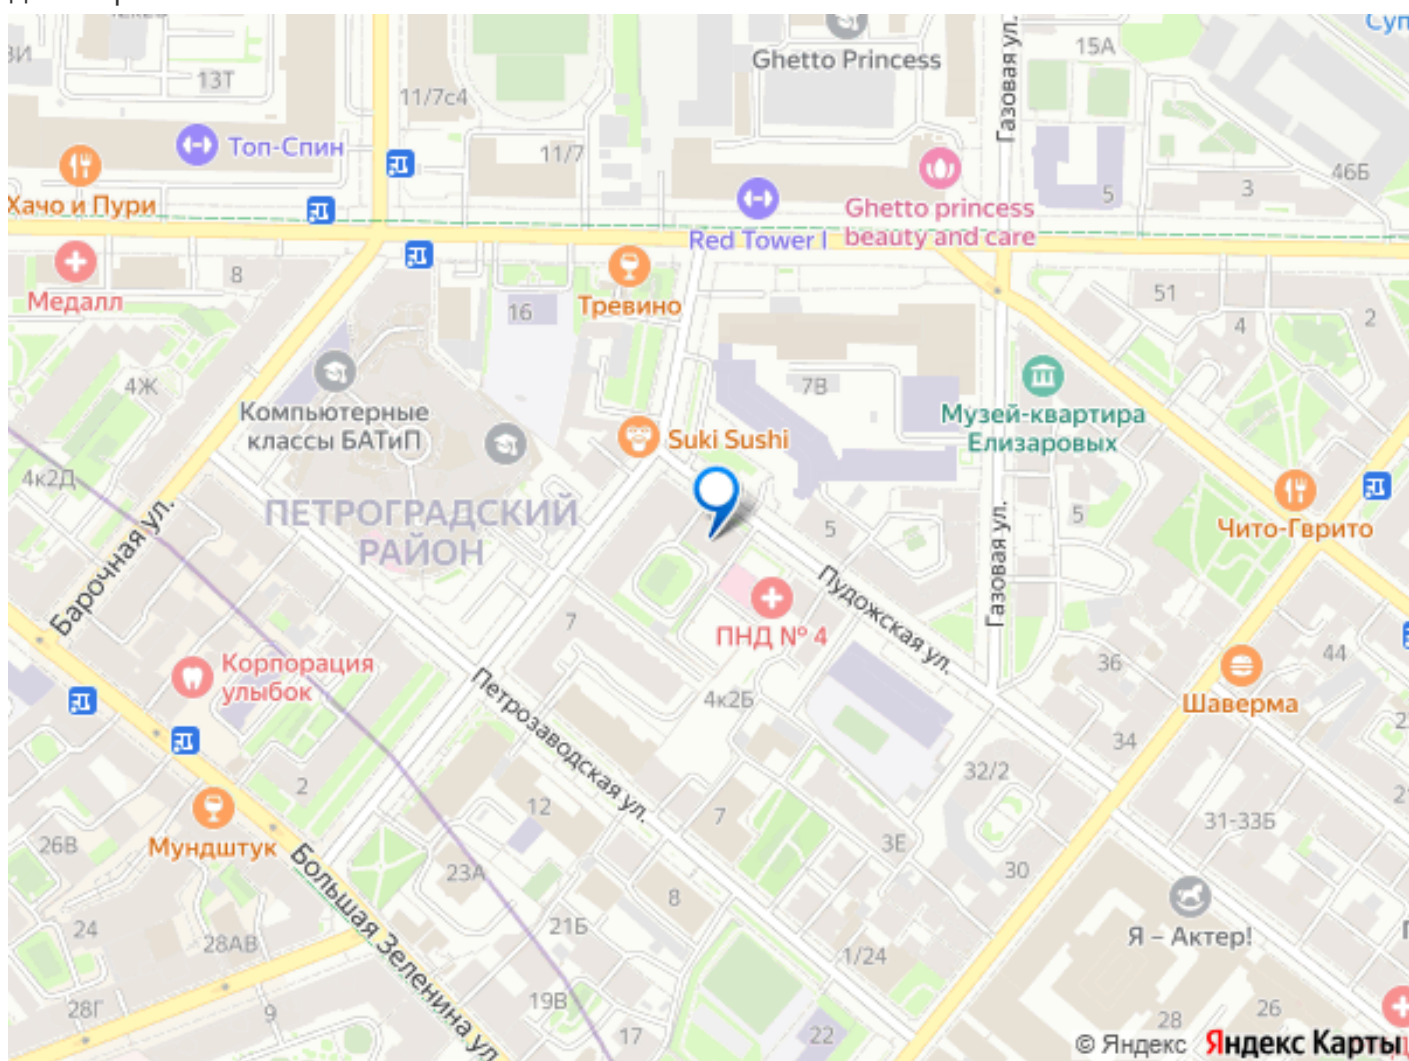 Ghetto Princess
15А
13Т
11/7с4
Газовая ул.
Топ-Спин
11/7
46Б
Хачо и Пури
5
3
Ghetto princess
beauty and care
Red Tower I
Медалл
8
Тревино
16
51
4
2
4Ж
7В
Компьютерные
классы БАТиП
Suki Sushi
Музей-квартира
Елизаровых
4к2Д
ПЕТРОГРАДСКИЙ
РАЙОН
5
5
Чито-Гврито
Барочная ул.
Газовая ул.
Пудожская ул.
7
ПНД № 4
Корпорация
улыбок
36
44
4к2Б
Шаверма
Петрозаводская ул.
34
32/2
2
12
7
31-33Б
26В
Мундштук
3Е
23А
30
Большая Зеленина ул.
8
24
28АВ
21Б
Я – Актер!
1/24
28Г
9
19В
17
22
28
26
© Яндекс Яндекс Карты